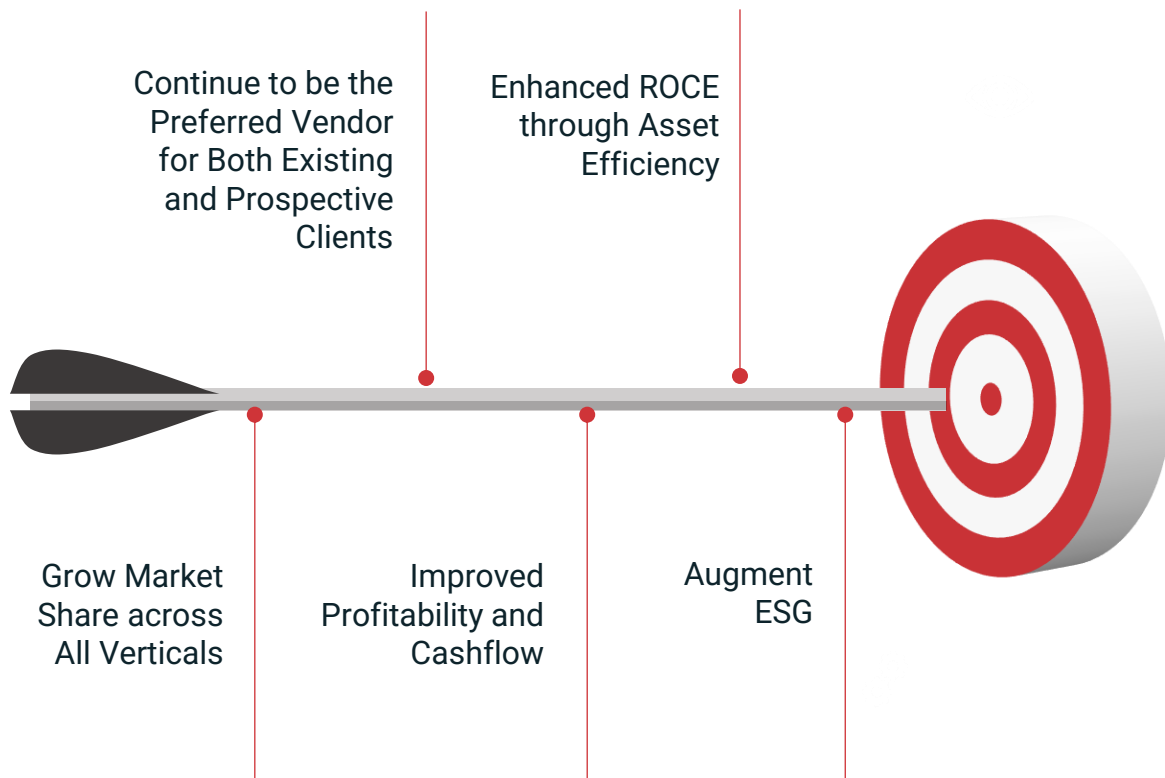 Continue to be the
Preferred Vendor
for Both Existing
and Prospective
Clients
Enhanced ROCE
through Asset
Efficiency
Grow Market
Share across
All Verticals
Improved
Profitability and
Cashflow
Augment
ESG